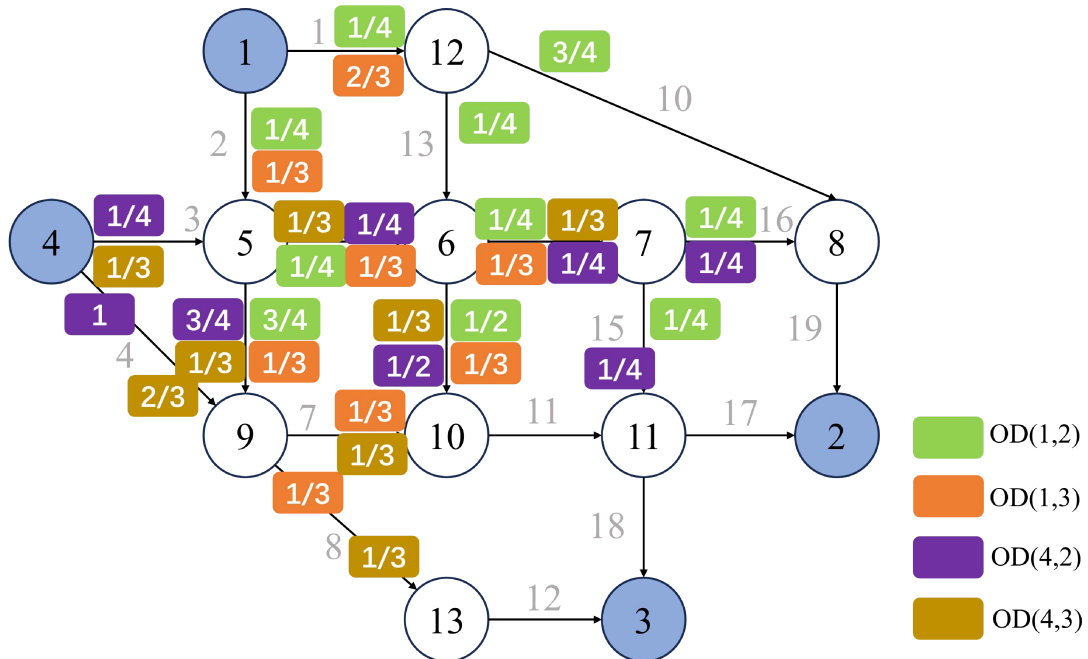 1 1 1/4 12 3/4
2/3 10
2 1/4 13 1/4
1/3
4 1/4 3 5 1/3 1/4 6 1/4 1/3 7 1/4 16 8
1/3 1/4 1/3 1/3 1/4 1/4
1 3/4 3/4 1/3 1/2 15 1/4 19
4 1/3 1/3 1/2 1/3 1/4
2/3
9 7 1/3 10 11 11 17 2 OD(1,2)
1/3
1/3 OD(1,3)
8 1/3 18 OD(4,2)
13 12 3 OD(4,3)